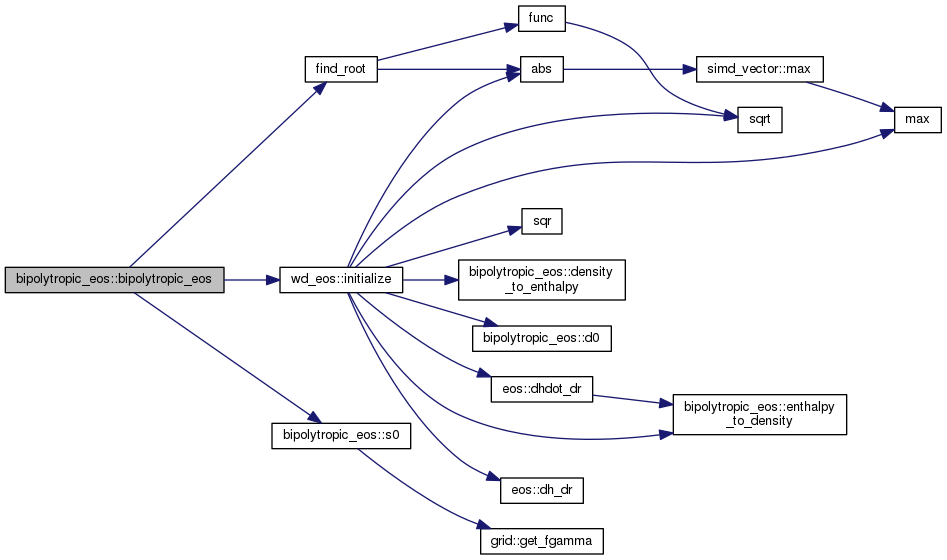 func
find_root
abs
simd_vector::max
sqrt
max
sqr
bipolytropic_eos::bipolytropic_eos
wd_eos::initialize
bipolytropic_eos::density
_to_enthalpy
bipolytropic_eos::d0
eos::dhdot_dr
bipolytropic_eos::enthalpy
_to_density
bipolytropic_eos::s0
eos::dh_dr
grid::get_fgamma